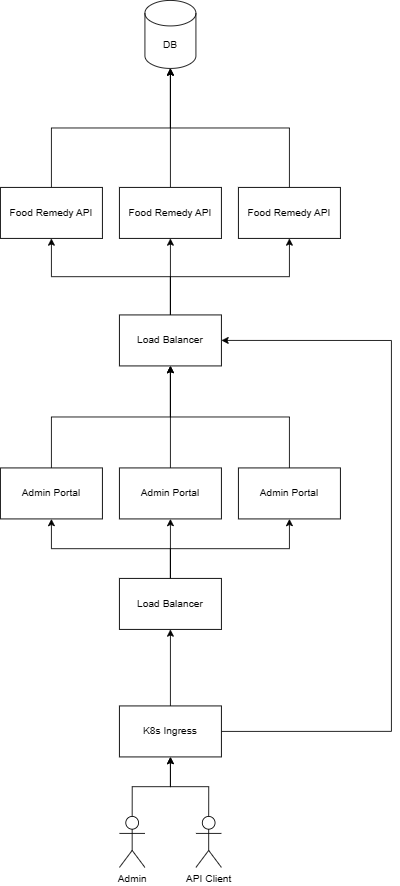 DB
Food Remedy API
Food Remedy API
Food Remedy API
Load Balancer
Admin Portal
Admin Portal
Admin Portal
Load Balancer
K8s Ingress
Admin
API Client